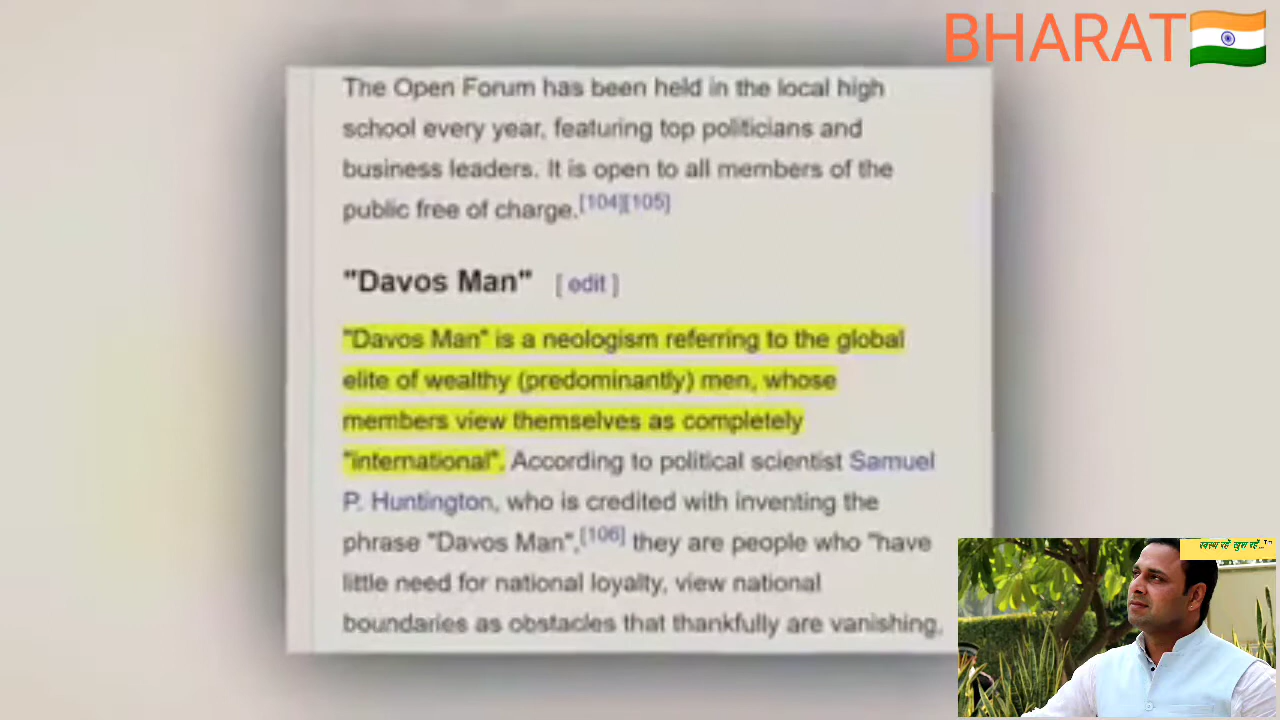 BHARAT
The Open Forum has been held in the local high
school every year, featuring top politicians and
business leaders. It is open to all members of the
public free of charge.[104][105]
"Davos Man" [ edit ]
"Davos Man" is a neologism referring to the global
elite of wealthy (predominantly) men, whose
members view themselves as completely
"international". According to political scientist Samuel
P. Huntington, who is credited with inventing the
phrase "Davos Man",[106] they are people who "have
little need for national loyalty, view national
boundaries as obstacles that thankfully are vanishing,
स्वस्थ रहें खुश रहें..